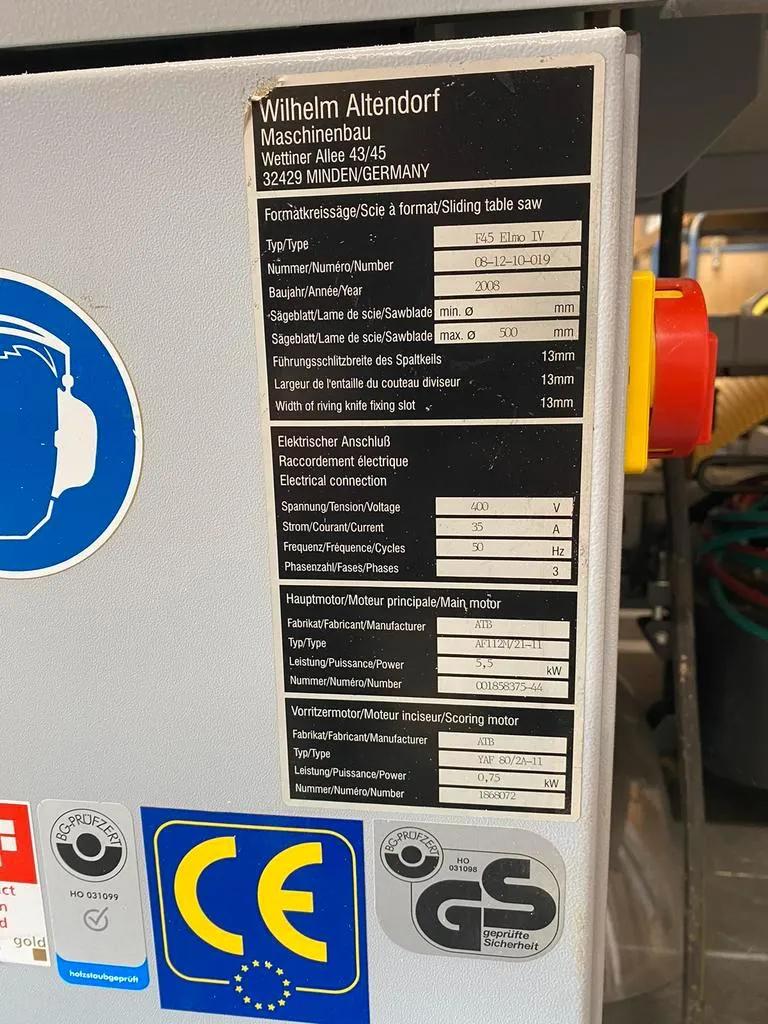 Wilhelm Altendorf
Maschinenbau
Wettiner Allee 43/45
32429 MINDEN/GERMANY
Formatkreissäge/Scie à format/Sliding table saw
Typ/Type F45 Elmo IV
Nummer/Numéro/Number 08-12-10-019
Baujahr/Année/Year 2008
Sägeblatt/Lame de scie/Sawblade min. Ø mm
Sägeblatt/Lame de scie/Sawblade max. Ø 500 mm
Führungsschlitzbreite des Spaltkeils 13mm
Largeur de l'entaille du couteau diviseur 13mm
Width of riving knife fixing slot 13mm
Elektrischer Anschluß
Raccordement électrique
Electrical connection
Spannung/Tension/Voltage 400 V
Strom/Courant/Current 35 A
Frequenz/Fréquence/Cycles 50 Hz
Phasenzahl/Fases/Phases 3
Hauptmotor/Moteur principale/Main motor
Fabrikat/Fabricant/Manufacturer ATB
Typ/Type AF112M/21-11
Leistung/Puissance/Power 5,5 kW
Nummer/Numéro/Number 001858375-44
Vorritzermotor/Moteur inciseur/Scoring motor
Fabrikat/Fabricant/Manufacturer ATB
Typ/Type YAF 80/2A-11
Leistung/Puissance/Power 0,75 kW
Nummer/Numéro/Number 1868072
F
ct
n
d
gold
BG-PRÜFZERT
HO 031099
holzstaubgeprüft
CE
BG-PRÜFZERT
HO
031098
GS
geprüfte
Sicherheit